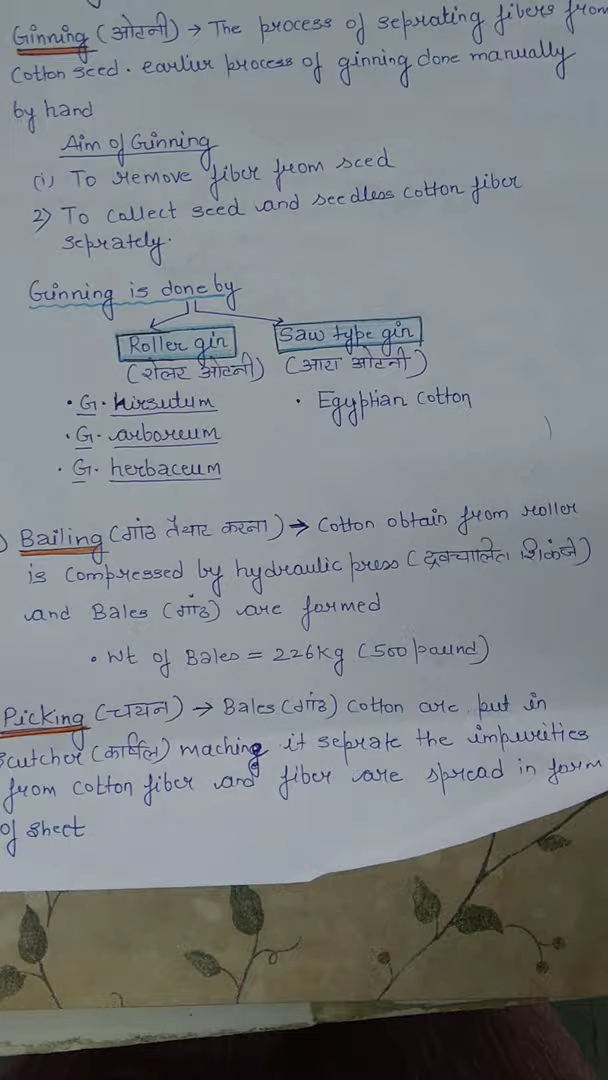 Ginning (ओटनी) → The process of seprating fibers from
Cotton seed. earlier process of ginning done manually
by hand
Aim of Ginning
(i) To remove fiber from seed
2) To collect seed and seedless cotton fiber
seprately.
Ginning is done by
Roller gin Saw type gin
(रोलर ओटनी) (आरा ओटनी)
• G. hirsutum • Egyptian cotton
• G. arboreum
• G. herbaceum
) Bailing (गांठ तैयार करना) → Cotton obtain from roller
is compressed by hydraulic press (द्रवचालित शिकंजे)
and Bales (गांठ) are formed
• Wt of Bales = 226kg (500 paund)
Picking (चयन) → Bales (गांठ) cotton are put in
scutcher maching it seprate the impurities
from cotton fiber and fiber are spread in form
of sheet